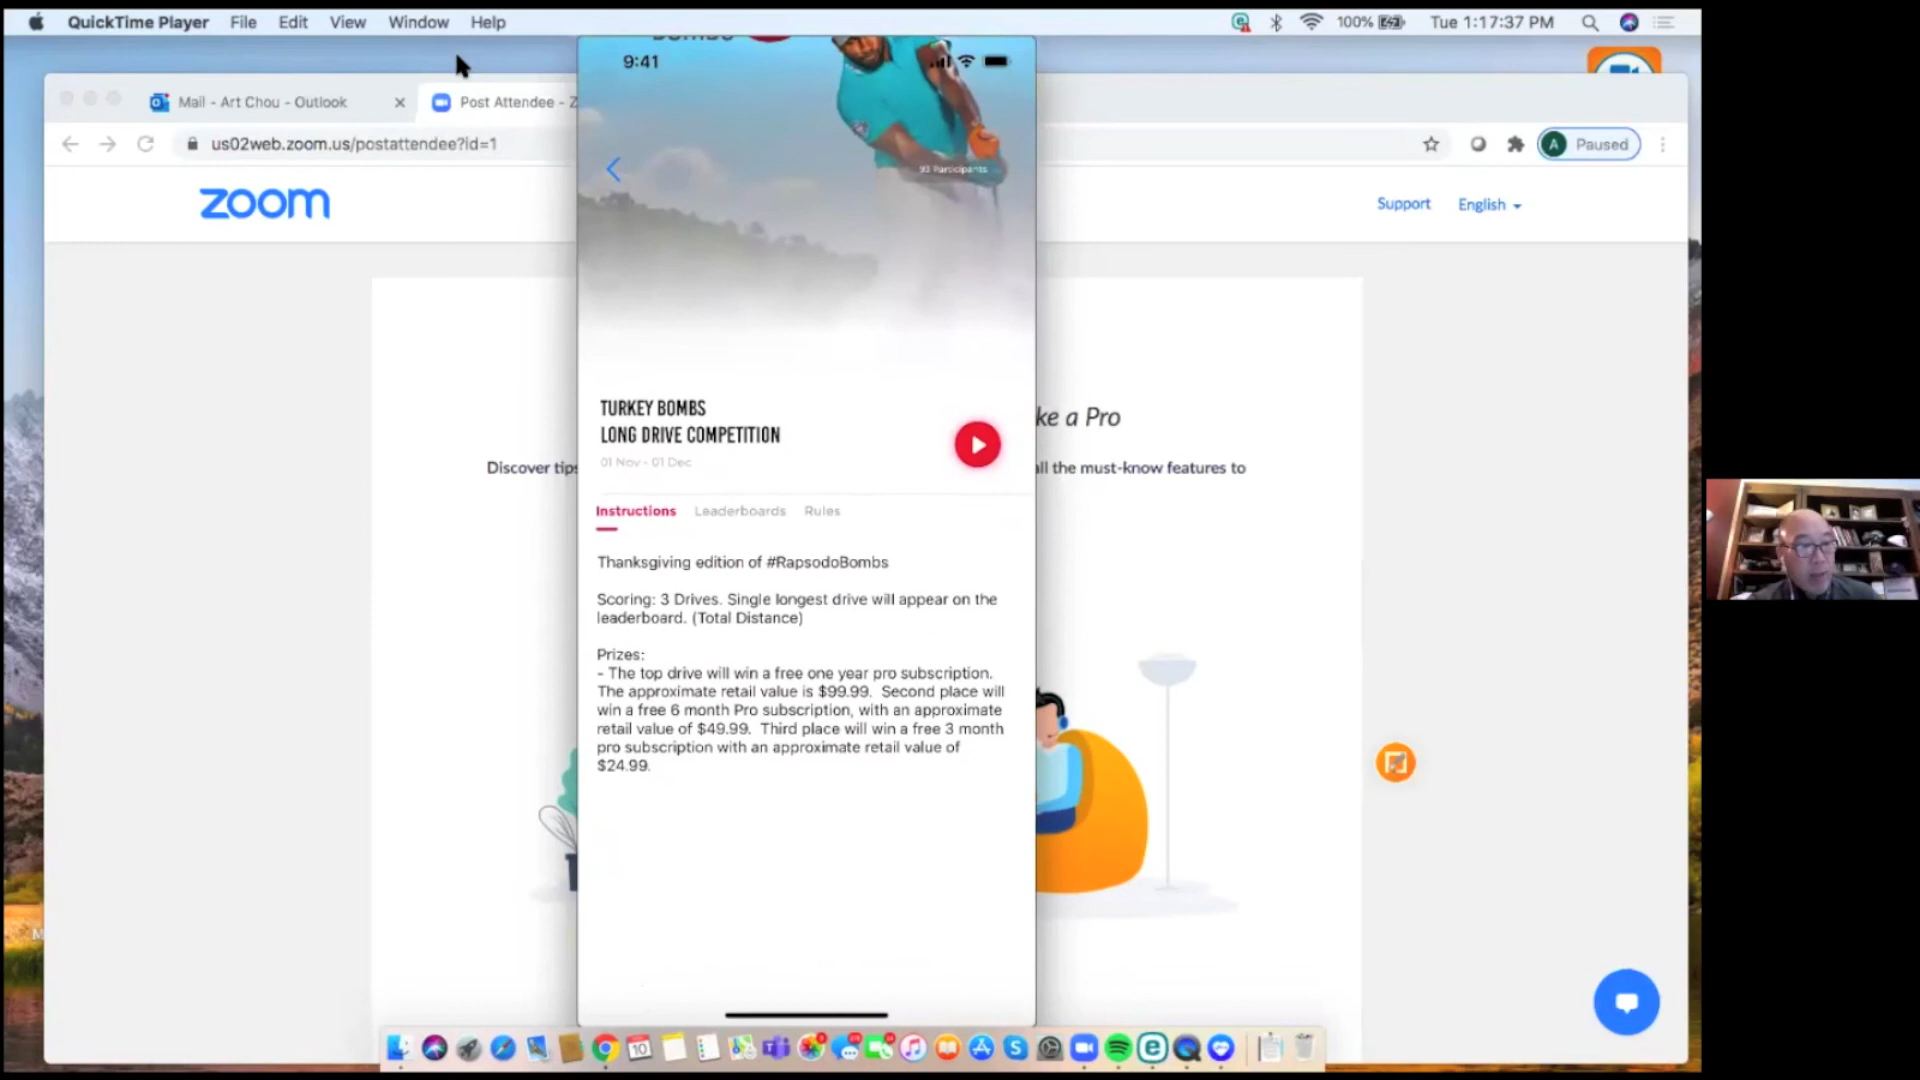 QuickTime Player File Edit View Window Help
100%
Tue 1:17:37 PM
Mail - Art Chou - Outlook
Post Attendee - Z
us02web.zoom.us/postattendee?id=1
A Paused
zoom
Support English
ke a Pro
Discover tips
all the must-know features to
9:41
93 Participants
TURKEY BOMBS
LONG DRIVE COMPETITION
01 Nov - 01 Dec
Instructions Leaderboards Rules
Thanksgiving edition of #RapsodoBombs
Scoring: 3 Drives. Single longest drive will appear on the
leaderboard. (Total Distance)
Prizes:
- The top drive will win a free one year pro subscription.
The approximate retail value is $99.99. Second place will
win a free 6 month Pro subscription, with an approximate
retail value of $49.99. Third place will win a free 3 month
pro subscription with an approximate retail value of
$24.99.
10